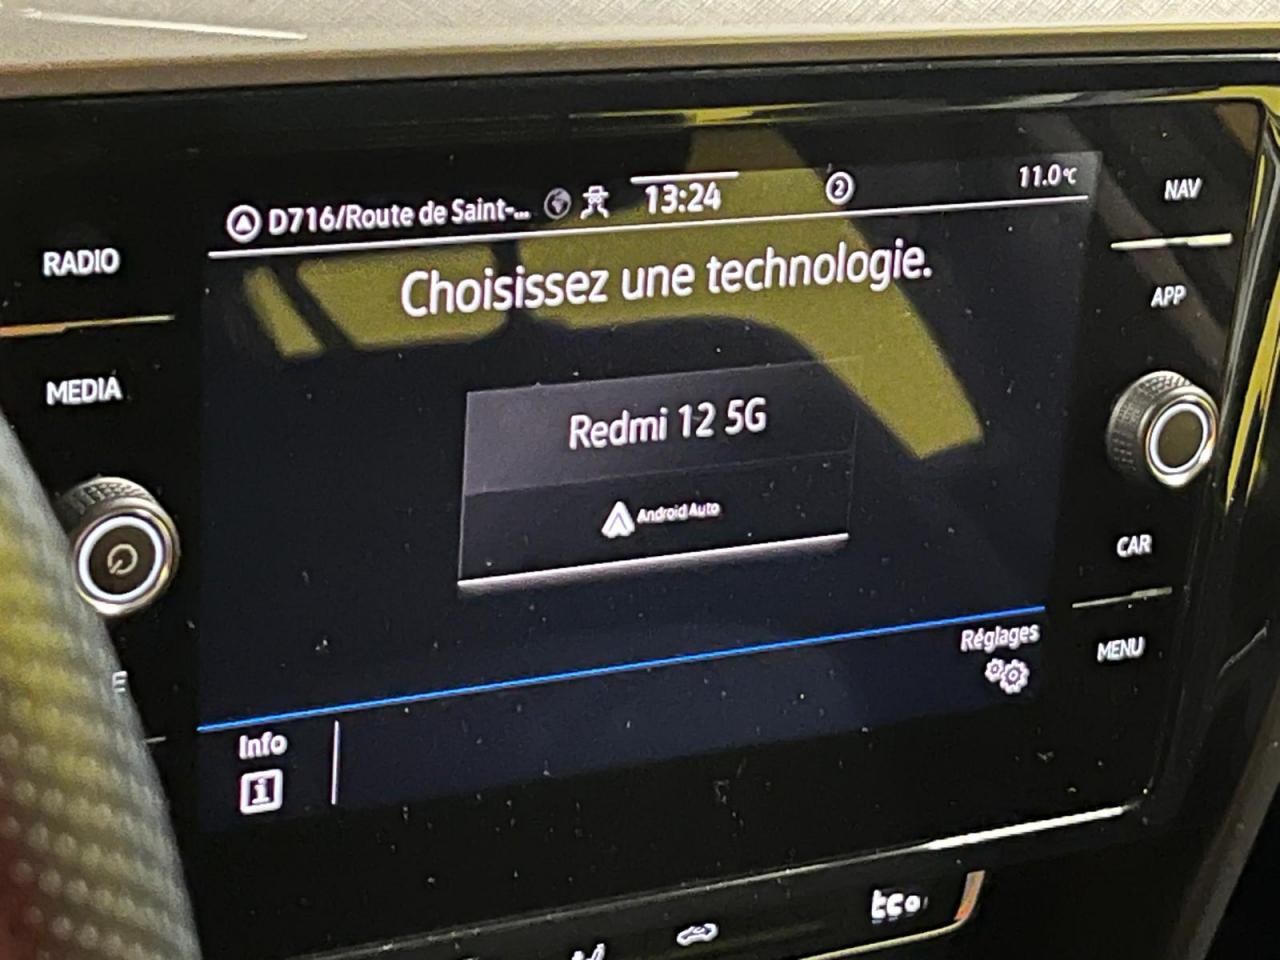 D716/Route de Saint-...
13:24
2
11.0°C
NAV
RADIO
Choisissez une technologie.
APP
MEDIA
Redmi 12 5G
Android Auto
CAR
Réglages
MENU
E
Info
i